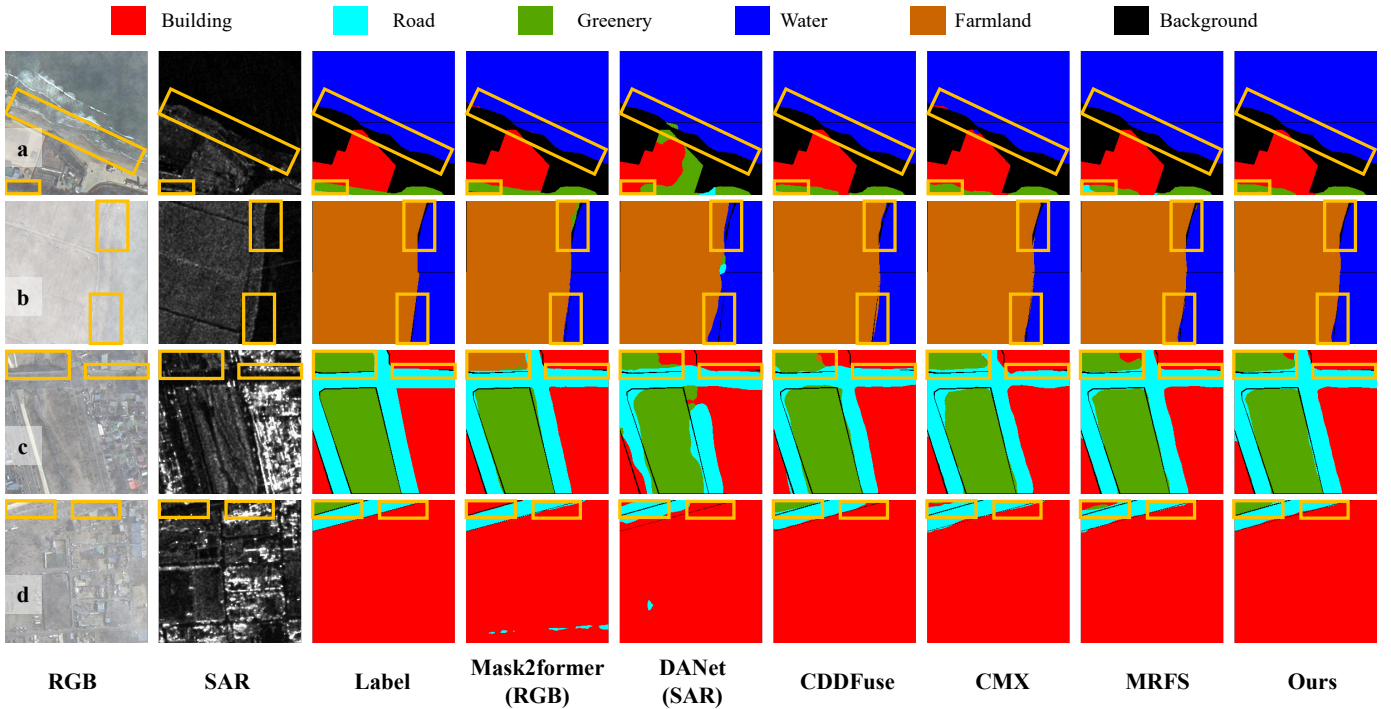 Building Road Greenery Water Farmland Background
a
b
c
d
RGB SAR Label Mask2former (RGB) DANet (SAR) CDDFuse CMX MRFS Ours